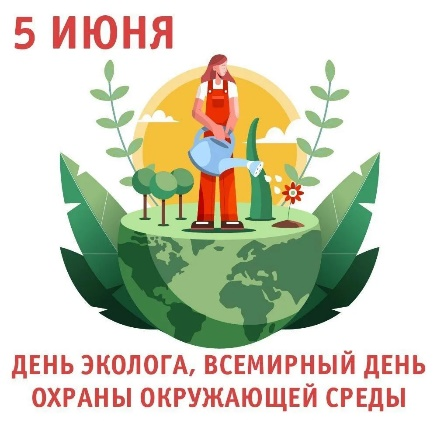 5 ИЮНЯ
ДЕНЬ ЭКОЛОГА, ВСЕМИРНЫЙ ДЕНЬ
ОХРАНЫ ОКРУЖАЮЩЕЙ СРЕДЫ